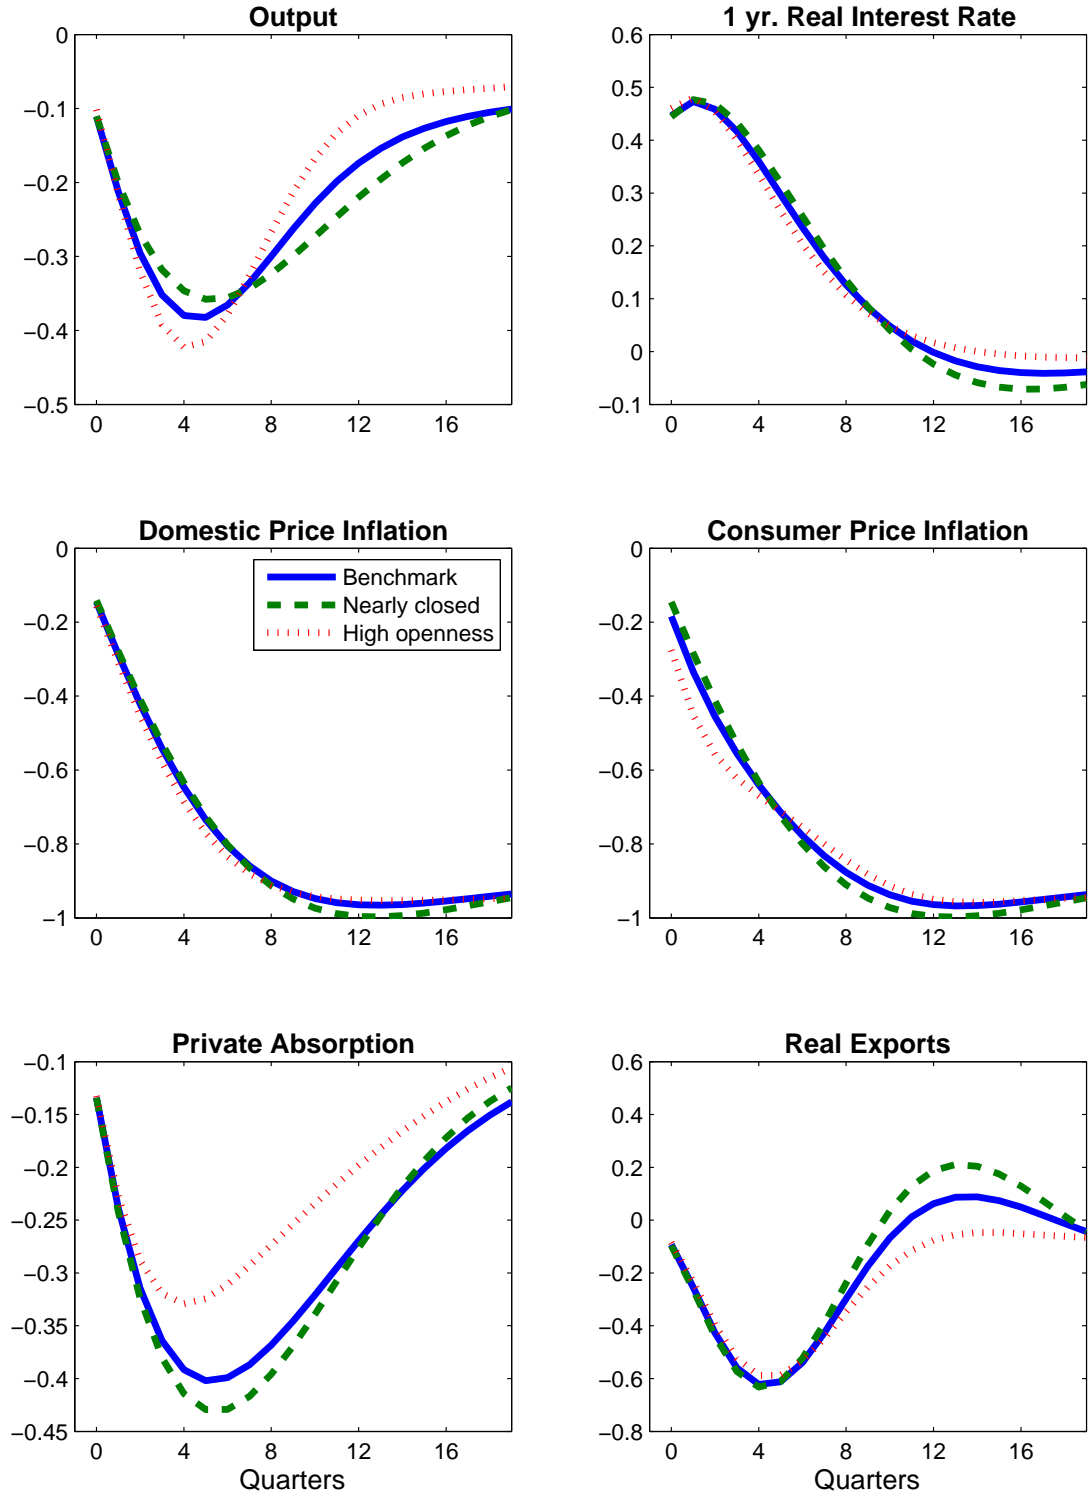 Output
0
−0.1
−0.2
−0.3
−0.4
−0.5
0 4 8 12 16
1 yr. Real Interest Rate
0.6
0.5
0.4
0.3
0.2
0.1
0
−0.1
0 4 8 12 16
Domestic Price Inflation
0
−0.2
−0.4
−0.6
−0.8
−1
0 4 8 12 16
Benchmark
Nearly closed
High openness
Consumer Price Inflation
0
−0.2
−0.4
−0.6
−0.8
−1
0 4 8 12 16
Private Absorption
−0.1
−0.15
−0.2
−0.25
−0.3
−0.35
−0.4
−0.45
0 4 8 12 16
Quarters
Real Exports
0.6
0.4
0.2
0
−0.2
−0.4
−0.6
−0.8
0 4 8 12 16
Quarters